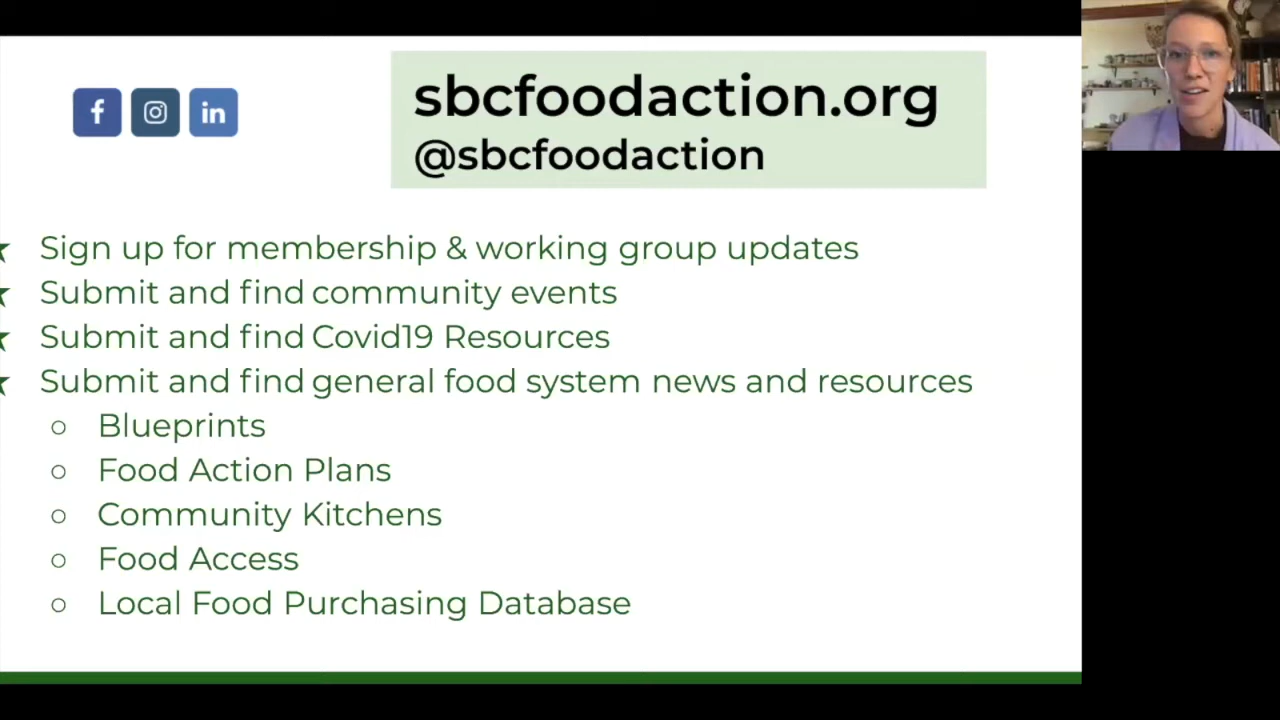 f
in
sbcfoodaction.org
@sbcfoodaction
Sign up for membership & working group updates
Submit and find community events
Submit and find Covid19 Resources
Submit and find general food system news and resources
Blueprints
Food Action Plans
Community Kitchens
Food Access
Local Food Purchasing Database